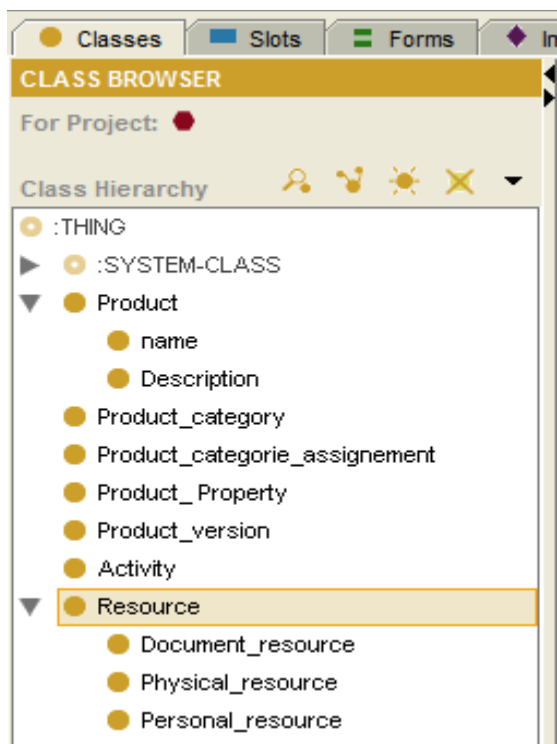 Classes Slots Forms In
CLASS BROWSER
For Project:
Class Hierarchy
:THING
:SYSTEM-CLASS
Product
name
Description
Product_category
Product_categorie_assignement
Product_ Property
Product_version
Activity
Resource
Document_resource
Physical_resource
Personal_resource